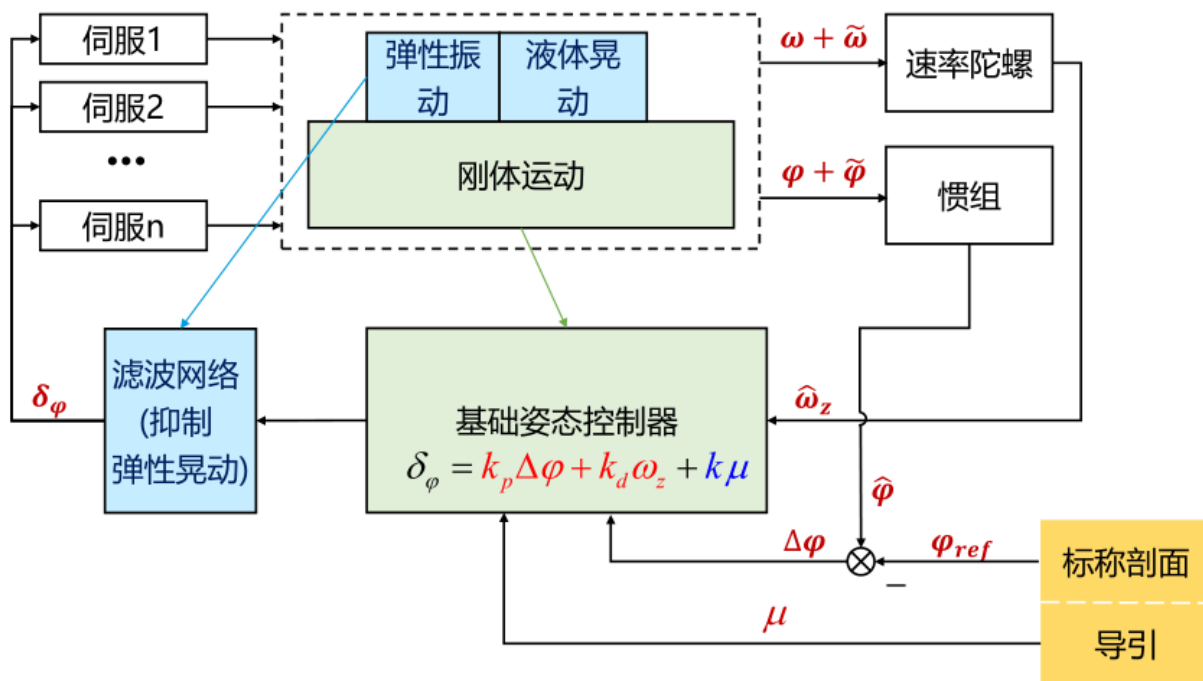 伺服1
伺服2
•••
伺服n
弹性振
动
液体晃
动
刚体运动
ω + ω̃
速率陀螺
φ + φ̃
惯组
滤波网络
(抑制
弹性晃动)
δφ
基础姿态控制器
δφ = kpΔφ + kdωz + kμ
ω̂z
φ̂
Δφ
φref
−
μ
标称剖面
导引